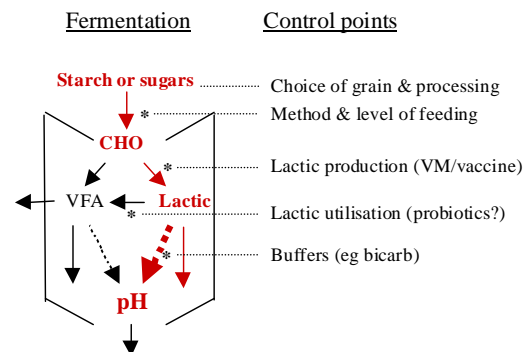 Fermentation Control points
Starch or sugars Choice of grain & processing
* Method & level of feeding
CHO
* Lactic production (VM/vaccine)
VFA Lactic
* Lactic utilisation (probiotics?)
* Buffers (eg bicarb)
pH